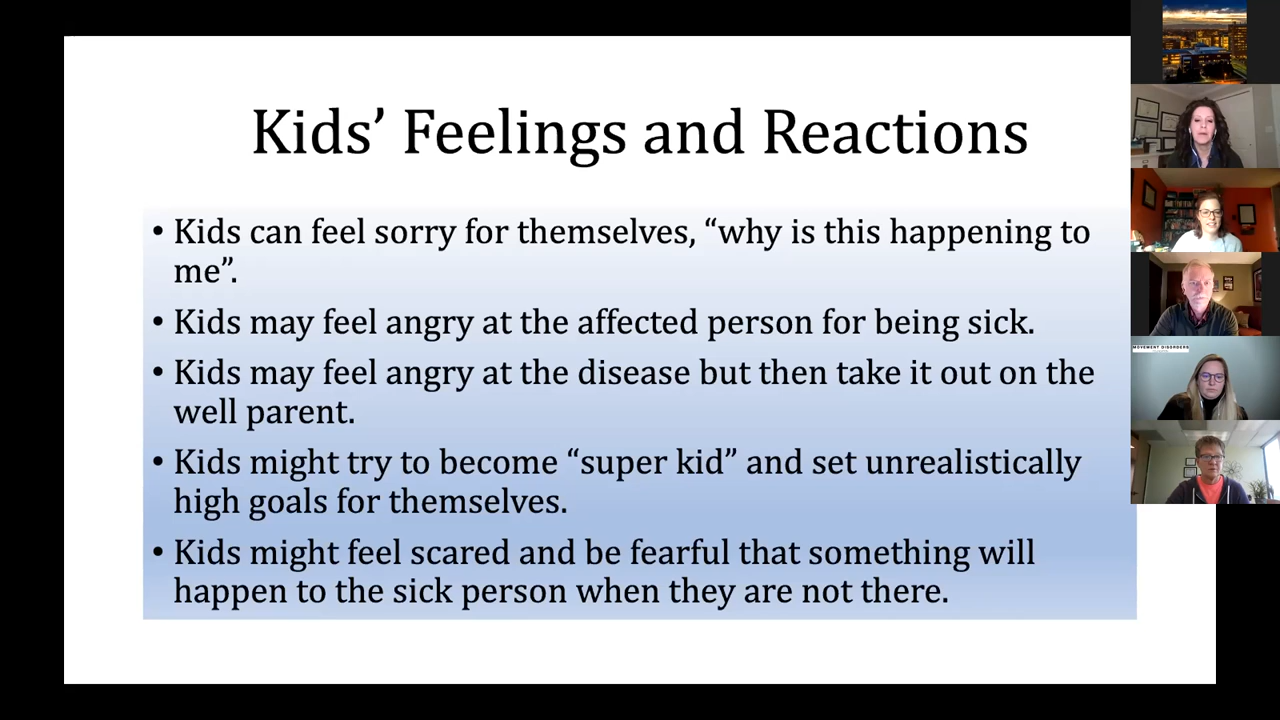 Kids’ Feelings and Reactions
• Kids can feel sorry for themselves, “why is this happening to
me”.
• Kids may feel angry at the affected person for being sick.
• Kids may feel angry at the disease but then take it out on the
well parent.
• Kids might try to become “super kid” and set unrealistically
high goals for themselves.
• Kids might feel scared and be fearful that something will
happen to the sick person when they are not there.
MOVEMENT DISORDERS